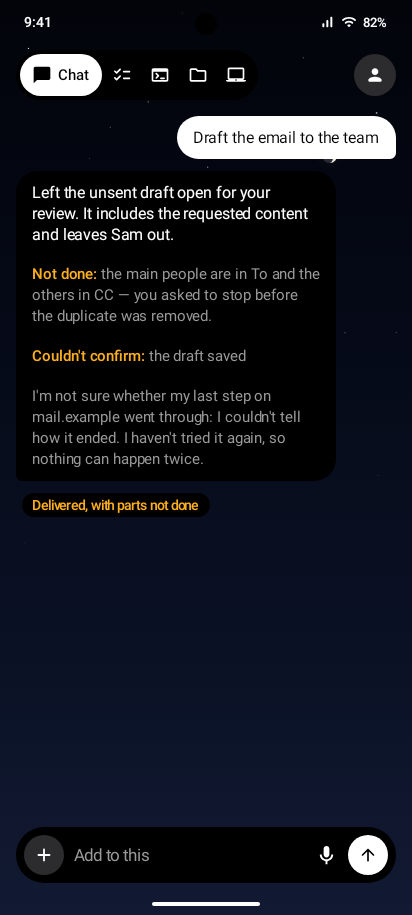 9:41
82%
Chat
Draft the email to the team
Left the unsent draft open for your
review. It includes the requested content
and leaves Sam out.
Not done: the main people are in To and the
others in CC — you asked to stop before
the duplicate was removed.
Couldn't confirm: the draft saved
I'm not sure whether my last step on
mail.example went through: I couldn't tell
how it ended. I haven't tried it again, so
nothing can happen twice.
Delivered, with parts not done
Add to this